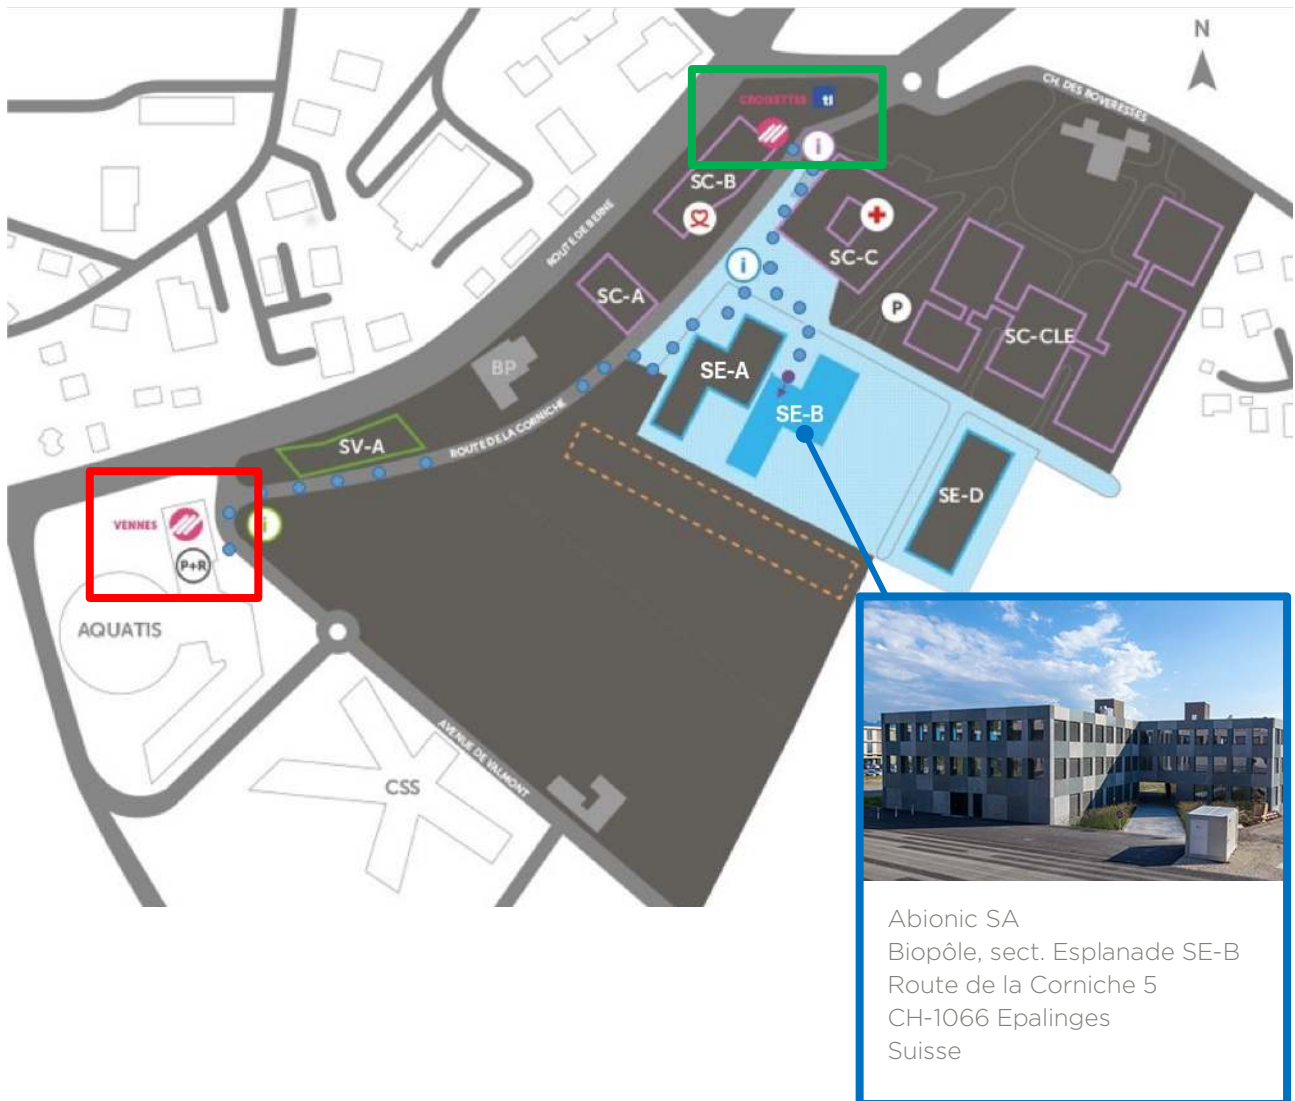 N
CH. DES BOVERESSES
CROISETTES
tl
i
SC-B
ROUTE DE BERNE
SC-C
i
SC-A
P
SC-CLE
BP
SE-A
SE-B
ROUTE DE LA CORNICHE
SV-A
SE-D
VENNES
i
P+R
AQUATIS
AVENUE DE VALMONT
CSS
Abionic SA
Biopôle, sect. Esplanade SE-B
Route de la Corniche 5
CH-1066 Epalinges
Suisse